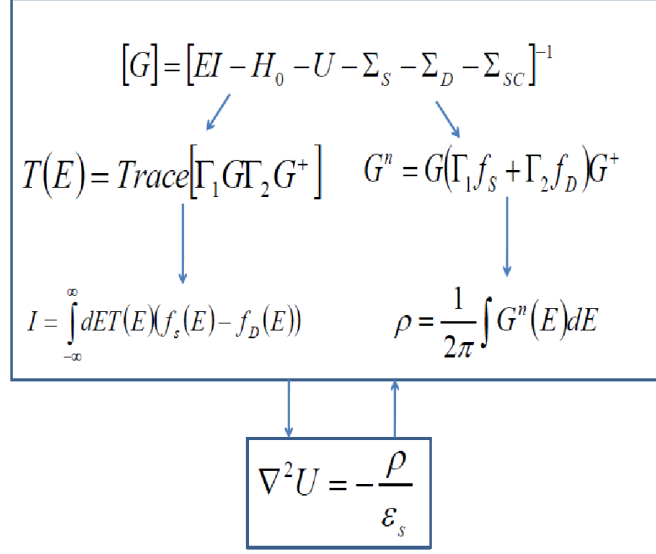 [G] = [EI − H₀ − U − Σ_S − Σ_D − Σ_SC]⁻¹
T(E) = Trace[Γ₁GΓ₂G⁺]
Gⁿ = G(Γ₁f_S + Γ₂f_D)G⁺
I = ∫_{−∞}^{∞} dET(E)(f_s(E) − f_D(E))
ρ = 1/2π ∫Gⁿ(E)dE
∇²U = −ρ/ε_s